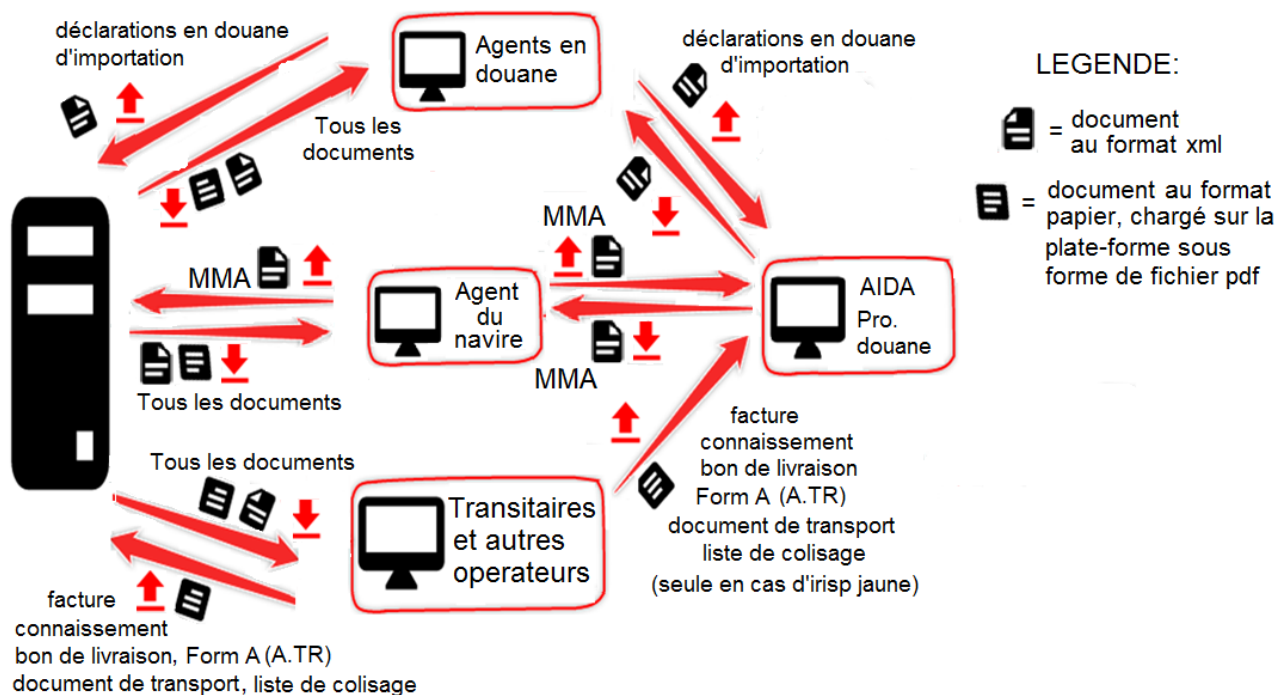 déclarations en douane
d'importation
Agents en
douane
déclarations en douane
d'importation
LEGENDE:
= document
au format xml
= document au format
papier, chargé sur la
plate-forme sous
forme de fichier pdf
Tous les
documents
MMA
MMA
Agent
du
navire
AIDA
Pro.
douane
MMA
Tous les documents
Tous les documents
Transitaires
et autres
operateurs
facture
connaissement
bon de livraison
Form A (A.TR)
document de transport
liste de colisage
(seule en cas d'irisp jaune)
facture
connaissement
bon de livraison, Form A (A.TR)
document de transport, liste de colisage